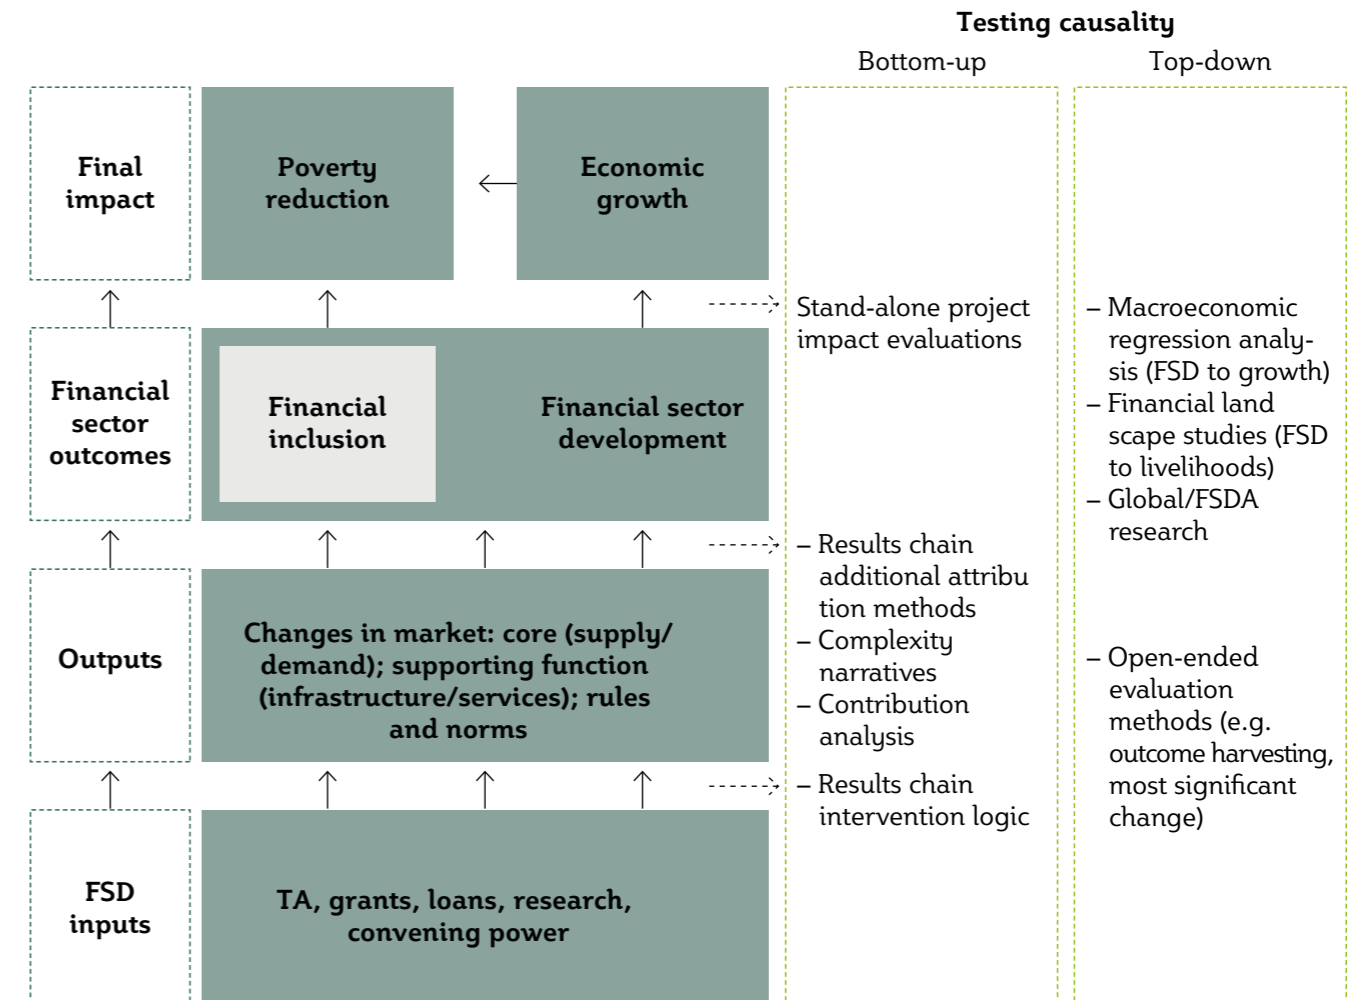 Testing causality
Bottom-up
Top-down
Final
impact
Poverty
reduction
Economic
growth
Financial
sector
outcomes
Financial
inclusion
Financial sector
development
Outputs
Changes in market: core (supply/
demand); supporting function
(infrastructure/services); rules
and norms
FSD
inputs
TA, grants, loans, research,
convening power
Stand-alone project
impact evaluations
– Results chain
additional attribu
tion methods
– Complexity
narratives
– Contribution
analysis
– Results chain
intervention logic
– Macroeconomic
regression analy-
sis (FSD to growth)
– Financial land
scape studies (FSD
to livelihoods)
– Global/FSDA
research
– Open-ended
evaluation
methods (e.g.
outcome harvesting,
most significant
change)